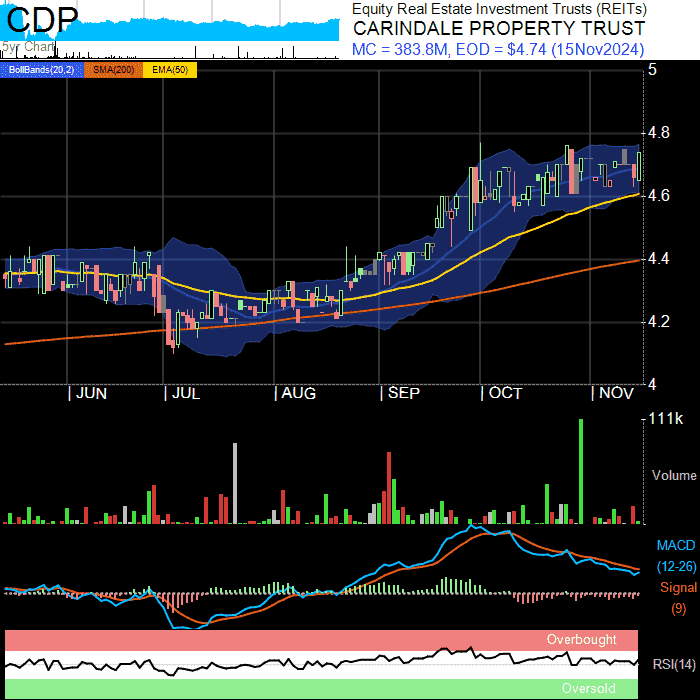 CDP
5yr Chart
Equity Real Estate Investment Trusts (REITs)
CARINDALE PROPERTY TRUST
MC = 383.8M, EOD = $4.74 (15Nov2024)
BollBands(20,2) SMA(200) EMA(50)
5
4.8
4.6
4.4
4.2
4
JUN JUL AUG SEP OCT NOV
111k
Volume
MACD
(12-26)
Signal
(9)
Overbought
RSI(14)
Oversold